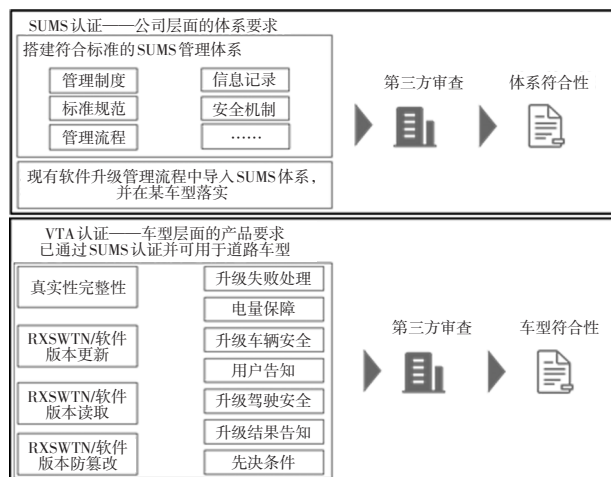 SUMS认证——公司层面的体系要求
搭建符合标准的SUMS管理体系
管理制度
信息记录
标准规范
安全机制
管理流程
……
现有软件升级管理流程中导入SUMS体系，
并在某车型落实
第三方审查
体系符合性
VTA认证——车型层面的产品要求
已通过SUMS认证并可用于道路车型
真实性完整性
RXSWTN/软件
版本更新
RXSWTN/软件
版本读取
RXSWTN/软件
版本防篡改
升级失败处理
电量保障
升级车辆安全
用户告知
升级驾驶安全
升级结果告知
先决条件
第三方审查
车型符合性